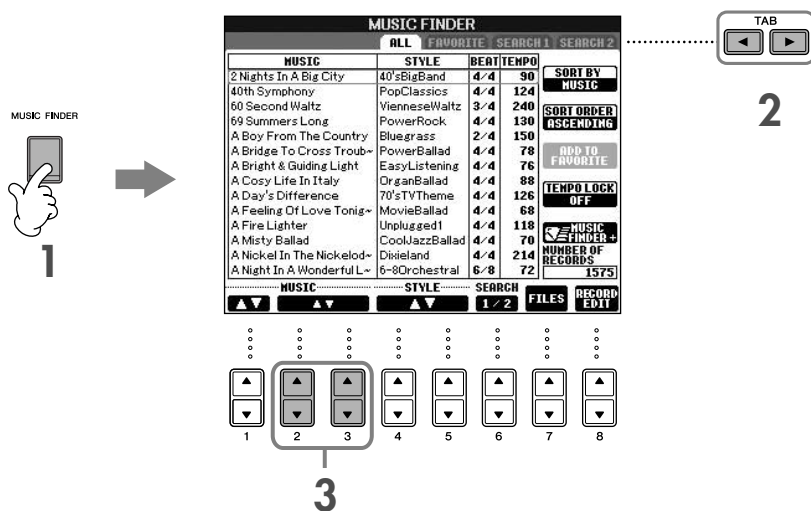 MUSIC FINDER
1
MUSIC FINDER
ALL FAVORITE SEARCH 1 SEARCH 2
TAB
2
MUSIC STYLE BEAT TEMPO
2 Nights In A Big City 40'sBigBand 4/4 90
40th Symphony PopClassics 4/4 124
60 Second Waltz VienneseWaltz 3/4 240
69 Summers Long PowerRock 4/4 130
A Boy From The Country Bluegrass 2/4 150
A Bridge To Cross Troub~ PowerBallad 4/4 78
A Bright & Guiding Light EasyListening 4/4 76
A Cosy Life In Italy OrganBallad 4/4 88
A Day's Difference 70'sTVTheme 4/4 126
A Feeling Of Love Tonig~ MovieBallad 4/4 68
A Fire Lighter Unplugged1 4/4 118
A Misty Ballad CoolJazzBallad 4/4 70
A Nickel In The Nickelod~ Dixieland 4/4 214
A Night In A Wonderful L~ 6-8Orchestral 6/8 72
SORT BY
MUSIC
SORT ORDER
ASCENDING
ADD TO
FAVORITE
TEMPO LOCK
OFF
MUSIC
FINDER +
NUMBER OF
RECORDS
1575
MUSIC STYLE SEARCH
1 / 2
FILES
RECORD
EDIT
1 2 3 4 5 6 7 8
3